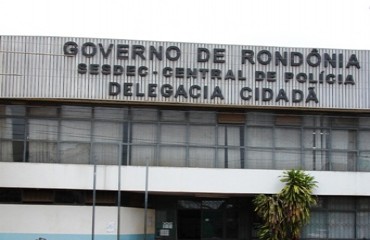 GOVERNO DE RONDÔNIA
SESDEC-CENTRAL DE POLÍCIA
DELEGACIA CIDADÃ